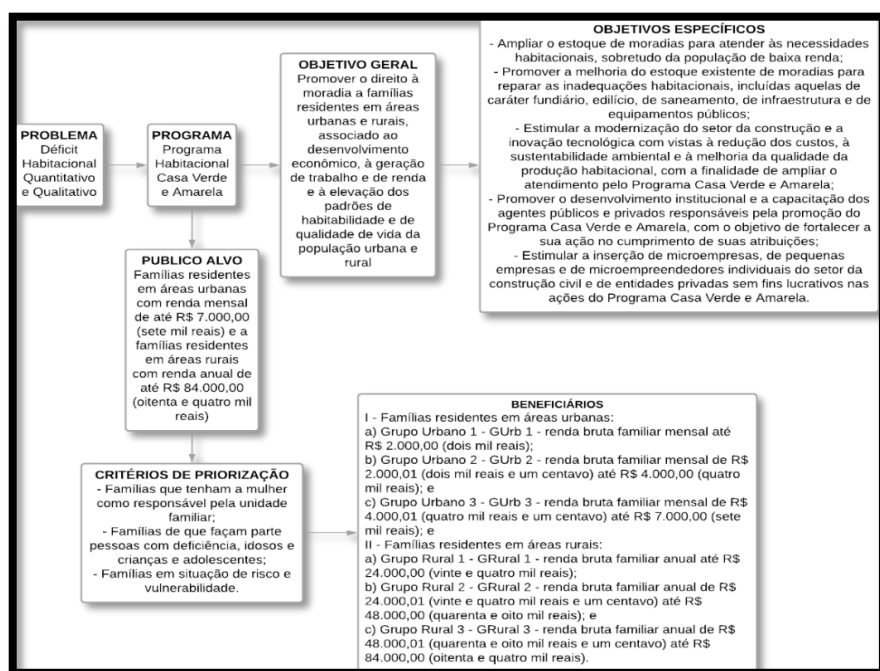 PROBLEMA
Déficit
Habitacional
Quantitativo
e Qualitativo
PROGRAMA
Programa
Habitacional
Casa Verde
e Amarela
OBJETIVO GERAL
Promover o direito à
moradia a famílias
residentes em áreas
urbanas e rurais,
associado ao
desenvolvimento
econômico, à geração
de trabalho e de renda
e à elevação dos
padrões de
habitabilidade e de
qualidade de vida da
população urbana e
rural
OBJETIVOS ESPECÍFICOS
- Ampliar o estoque de moradias para atender às necessidades
habitacionais, sobretudo da população de baixa renda;
- Promover a melhoria do estoque existente de moradias para
reparar as inadequações habitacionais, incluídas aquelas de
caráter fundiário, edilício, de saneamento, de infraestrutura e de
equipamentos públicos;
- Estimular a modernização do setor da construção e a
inovação tecnológica com vistas à redução dos custos, à
sustentabilidade ambiental e à melhoria da qualidade da
produção habitacional, com a finalidade de ampliar o
atendimento pelo Programa Casa Verde e Amarela;
- Promover o desenvolvimento institucional e a capacitação dos
agentes públicos e privados responsáveis pela promoção do
Programa Casa Verde e Amarela, com o objetivo de fortalecer a
sua ação no cumprimento de suas atribuições;
- Estimular a inserção de microempresas, de pequenas
empresas e de microempreendedores individuais do setor da
construção civil e de entidades privadas sem fins lucrativos nas
ações do Programa Casa Verde e Amarela.
PUBLICO ALVO
Famílias residentes
em áreas urbanas
com renda mensal
de até R$ 7.000,00
(sete mil reais) e a
famílias residentes
em áreas rurais
com renda anual de
até R$ 84.000,00
(oitenta e quatro mil
reais)
CRITÉRIOS DE PRIORIZAÇÃO
- Famílias que tenham a mulher
como responsável pela unidade
familiar;
- Famílias de que façam parte
pessoas com deficiência, idosos e
crianças e adolescentes;
- Famílias em situação de risco e
vulnerabilidade.
BENEFICIÁRIOS
I - Famílias residentes em áreas urbanas:
a) Grupo Urbano 1 - GUrb 1 - renda bruta familiar mensal até
R$ 2.000,00 (dois mil reais);
b) Grupo Urbano 2 - GUrb 2 - renda bruta familiar mensal de R$
2.000,01 (dois mil reais e um centavo) até R$ 4.000,00 (quatro
mil reais); e
c) Grupo Urbano 3 - GUrb 3 - renda bruta familiar mensal de R$
4.000,01 (quatro mil reais e um centavo) até R$ 7.000,00 (sete
mil reais); e
II - Famílias residentes em áreas rurais:
a) Grupo Rural 1 - GRural 1 - renda bruta familiar anual até R$
24.000,00 (vinte e quatro mil reais);
b) Grupo Rural 2 - GRural 2 - renda bruta familiar anual de R$
24.000,01 (vinte e quatro mil reais e um centavo) até R$
48.000,00 (quarenta e oito mil reais); e
c) Grupo Rural 3 - GRural 3 - renda bruta familiar anual de R$
48.000,01 (quarenta e oito mil reais e um centavo) até R$
84.000,00 (oitenta e quatro mil reais).